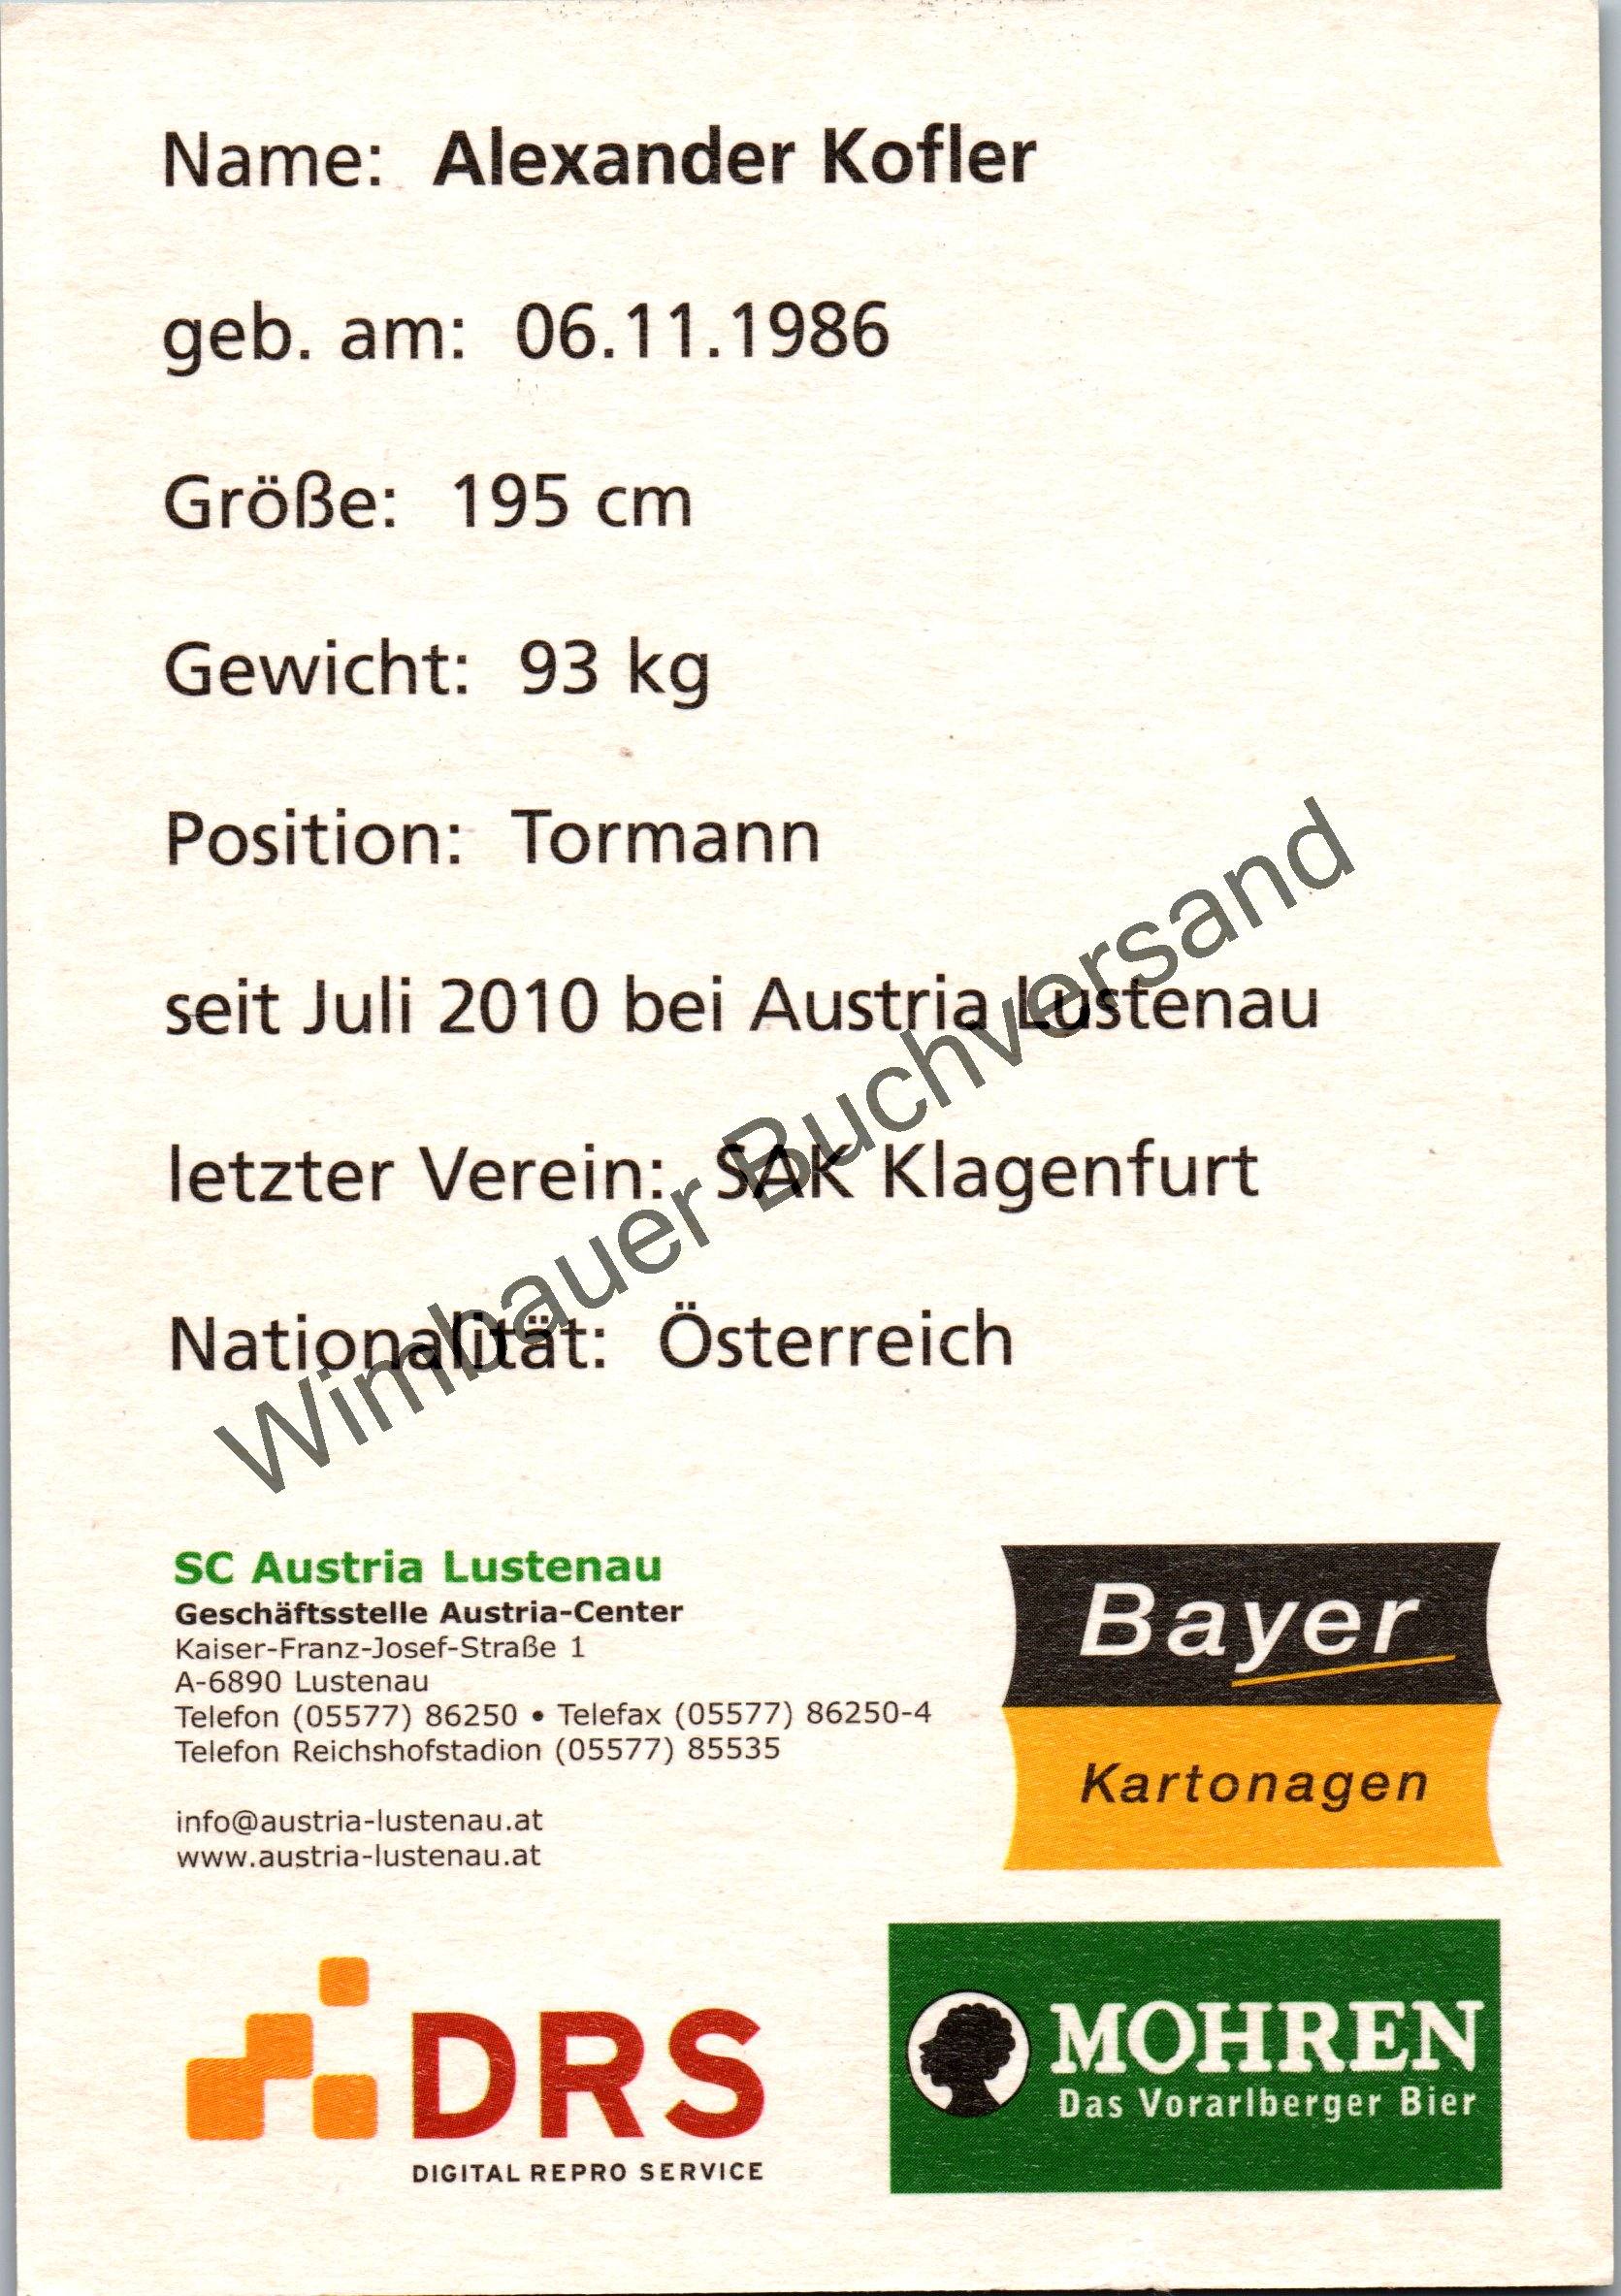 Name: Alexander Kofler
geb. am: 06.11.1986
Größe: 195 cm
Gewicht: 93 kg
Position: Tormann
seit Juli 2010 bei Austria Lustenau
letzter Verein: SAK Klagenfurt
Nationalität: Österreich
Wimbauer Buchversand
SC Austria Lustenau
Geschäftsstelle Austria-Center
Kaiser-Franz-Josef-Straße 1
A-6890 Lustenau
Telefon (05577) 86250 • Telefax (05577) 86250-4
Telefon Reichshofstadion (05577) 85535
info@austria-lustenau.at
www.austria-lustenau.at
Bayer
Kartonagen
DRS
DIGITAL REPRO SERVICE
MOHREN
Das Vorarlberger Bier